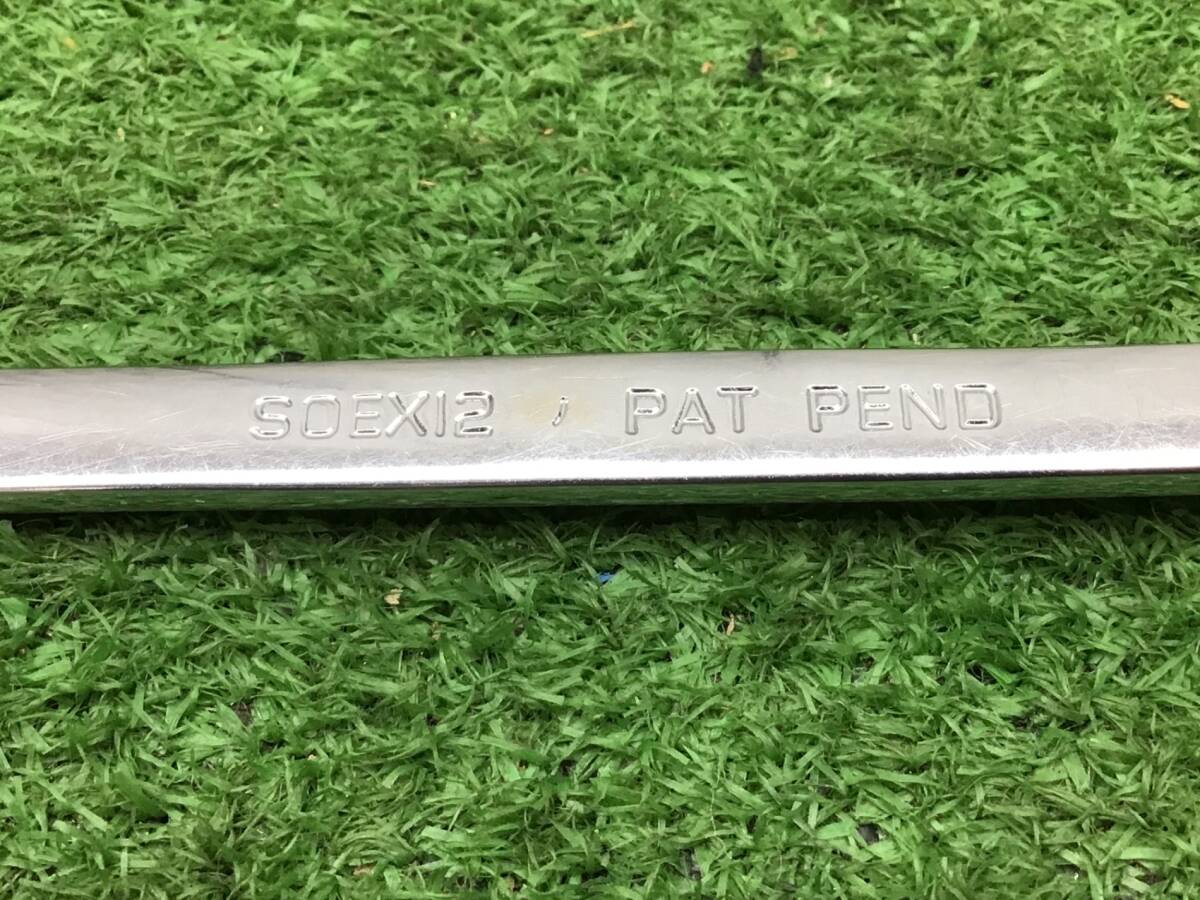 SOEX12 , PAT PEND